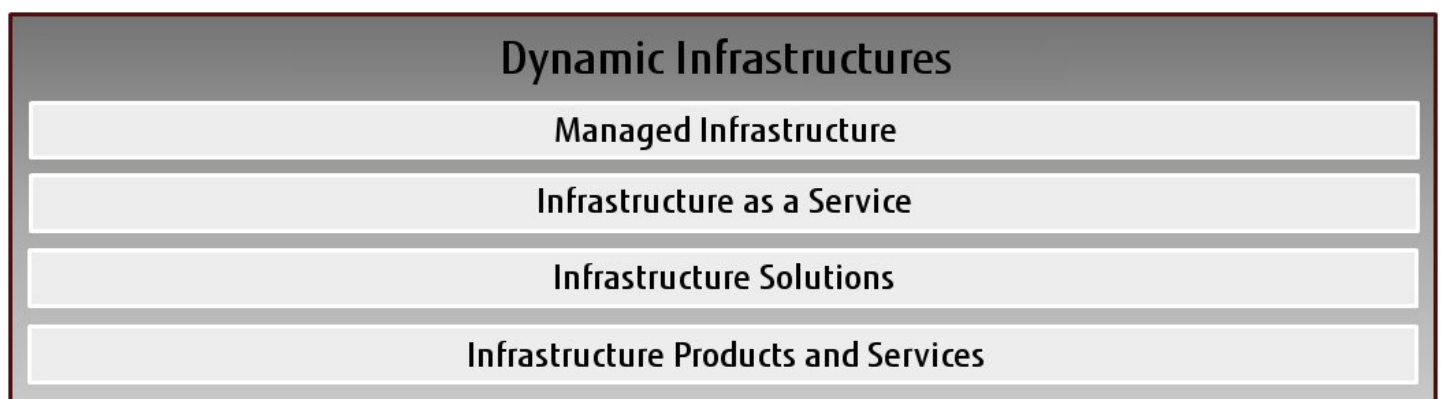 Dynamic Infrastructures
Managed Infrastructure
Infrastructure as a Service
Infrastructure Solutions
Infrastructure Products and Services